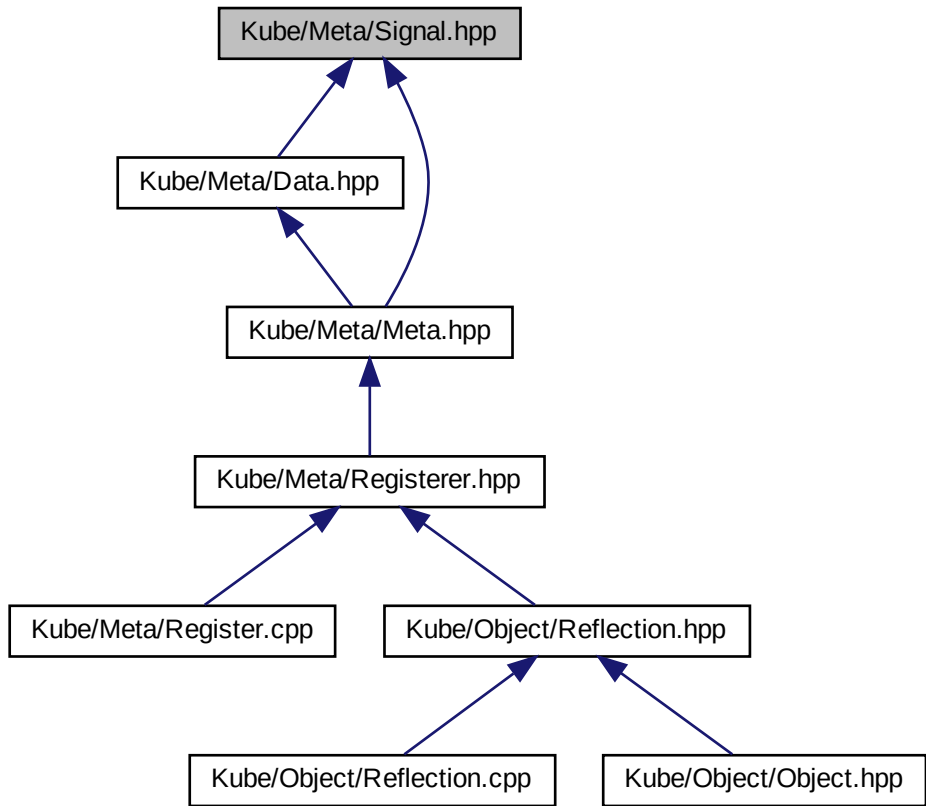 Kube/Meta/Signal.hpp
Kube/Meta/Data.hpp
Kube/Meta/Meta.hpp
Kube/Meta/Registerer.hpp
Kube/Meta/Register.cpp
Kube/Object/Reflection.hpp
Kube/Object/Reflection.cpp
Kube/Object/Object.hpp